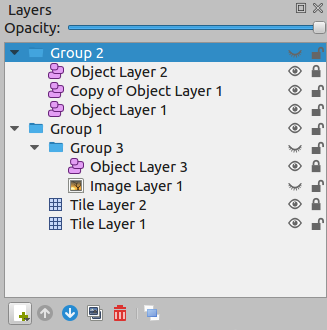 Layers
Opacity:
Group 2
Object Layer 2
Copy of Object Layer 1
Object Layer 1
Group 1
Group 3
Object Layer 3
Image Layer 1
Tile Layer 2
Tile Layer 1